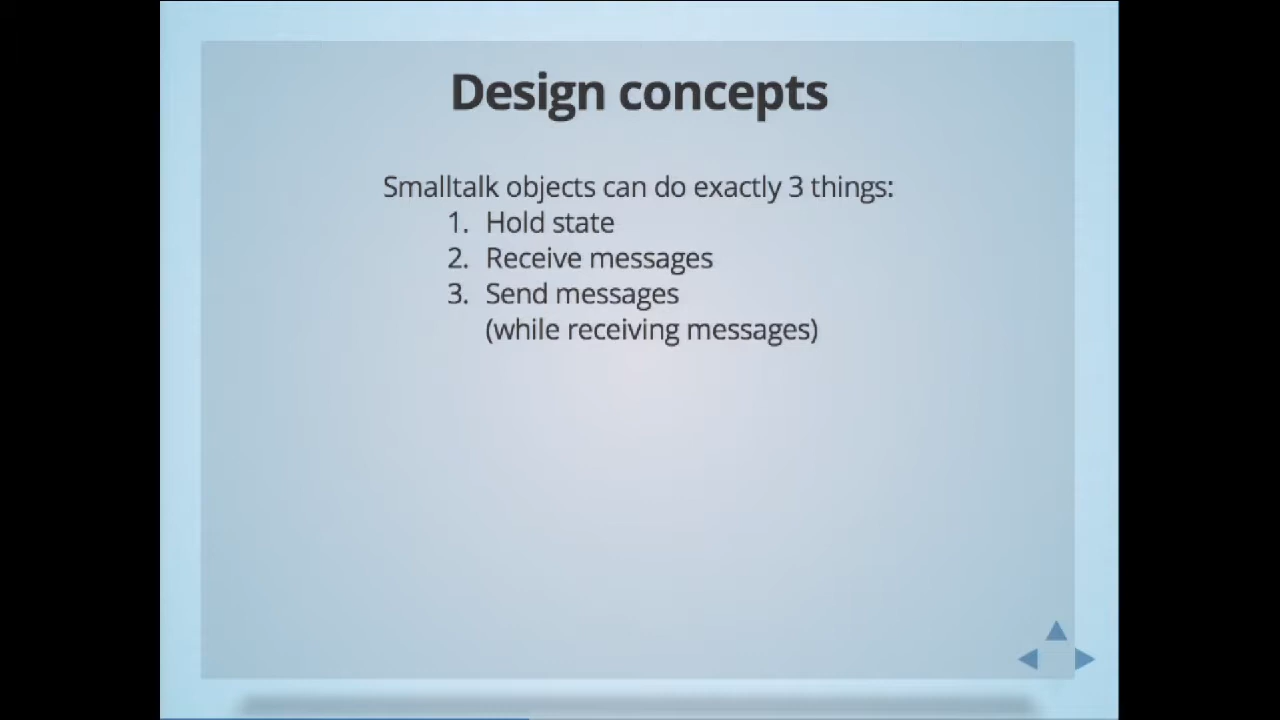 Design concepts
Smalltalk objects can do exactly 3 things:
1. Hold state
2. Receive messages
3. Send messages
(while receiving messages)